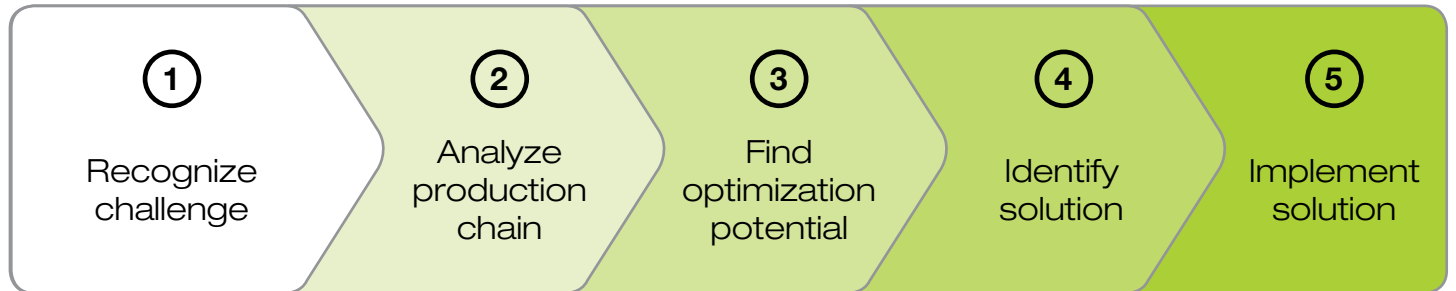 1
Recognize
challenge
2
Analyze
production
chain
3
Find
optimization
potential
4
Identify
solution
5
Implement
solution